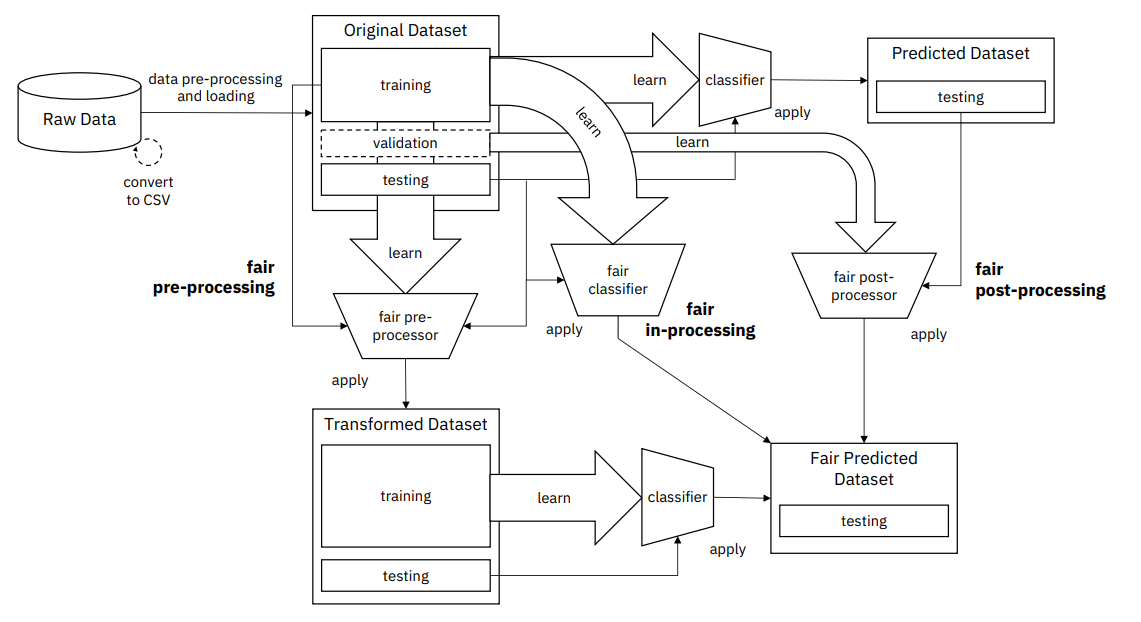 Original Dataset
training
validation
testing
Raw Data
data pre-processing
and loading
convert
to CSV
learn
classifier
apply
Predicted Dataset
testing
learn
learn
learn
fair
pre-processing
fair pre-
processor
apply
fair
classifier
apply
fair
in-processing
fair post-
processor
apply
fair
post-processing
Transformed Dataset
training
testing
learn
classifier
apply
Fair Predicted
Dataset
testing